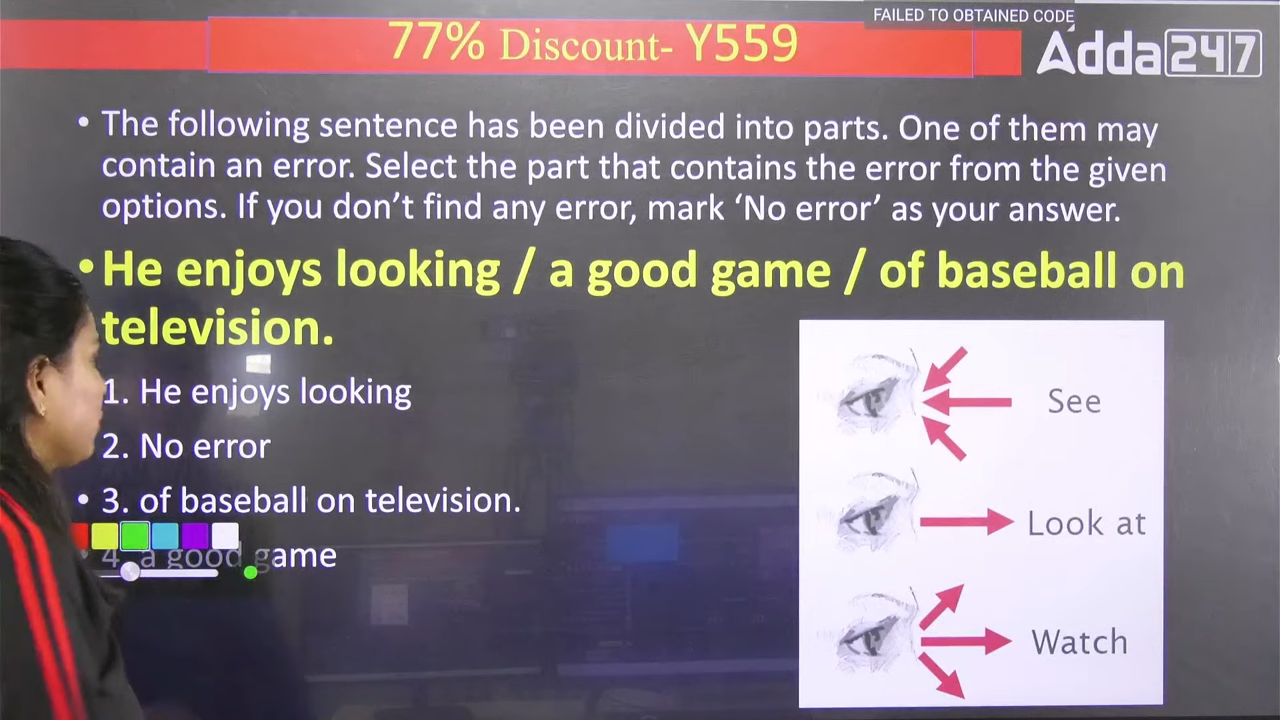 FAILED TO OBTAINED CODE
77% Discount- Y559
Adda247
• The following sentence has been divided into parts. One of them may
contain an error. Select the part that contains the error from the given
options. If you don't find any error, mark 'No error' as your answer.
• He enjoys looking / a good game / of baseball on
television.
1. He enjoys looking
2. No error
• 3. of baseball on television.
• 4. a good game
See
Look at
Watch